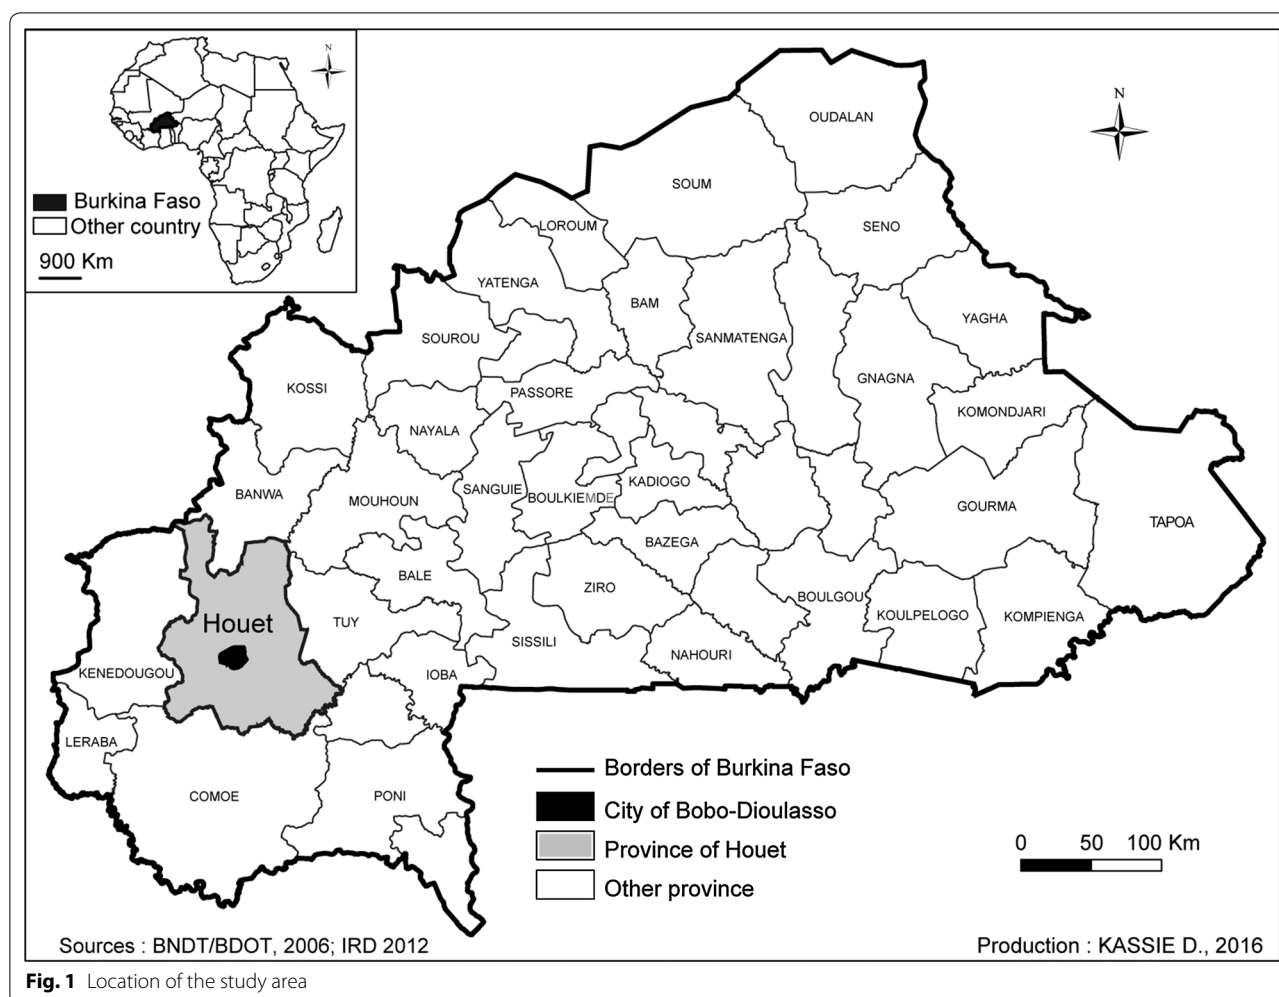 N
Burkina Faso
Other country
900 Km
N
OUDALAN
SOUM
LOROUM
SENO
YATENGA
BAM
YAGHA
SOUROU
SANMATENGA
GNAGNA
KOSSI
PASSORE
KOMONDJARI
NAYALA
BANWA
MOUHOUN
SANGUIE
BOULKIEMDE
KADIOGO
GOURMA
TAPOA
BAZEGA
BALE
ZIRO
BOULGOU
KOULPELOGO
KOMPIENGA
Houet
TUY
SISSILI
NAHOURI
KENEDOUGOU
IOBA
LERABA
COMOE
PONI
Borders of Burkina Faso
City of Bobo-Dioulasso
Province of Houet
Other province
0 50 100 Km
Sources : BNDT/BDOT, 2006; IRD 2012
Production : KASSIE D., 2016
Fig. 1 Location of the study area